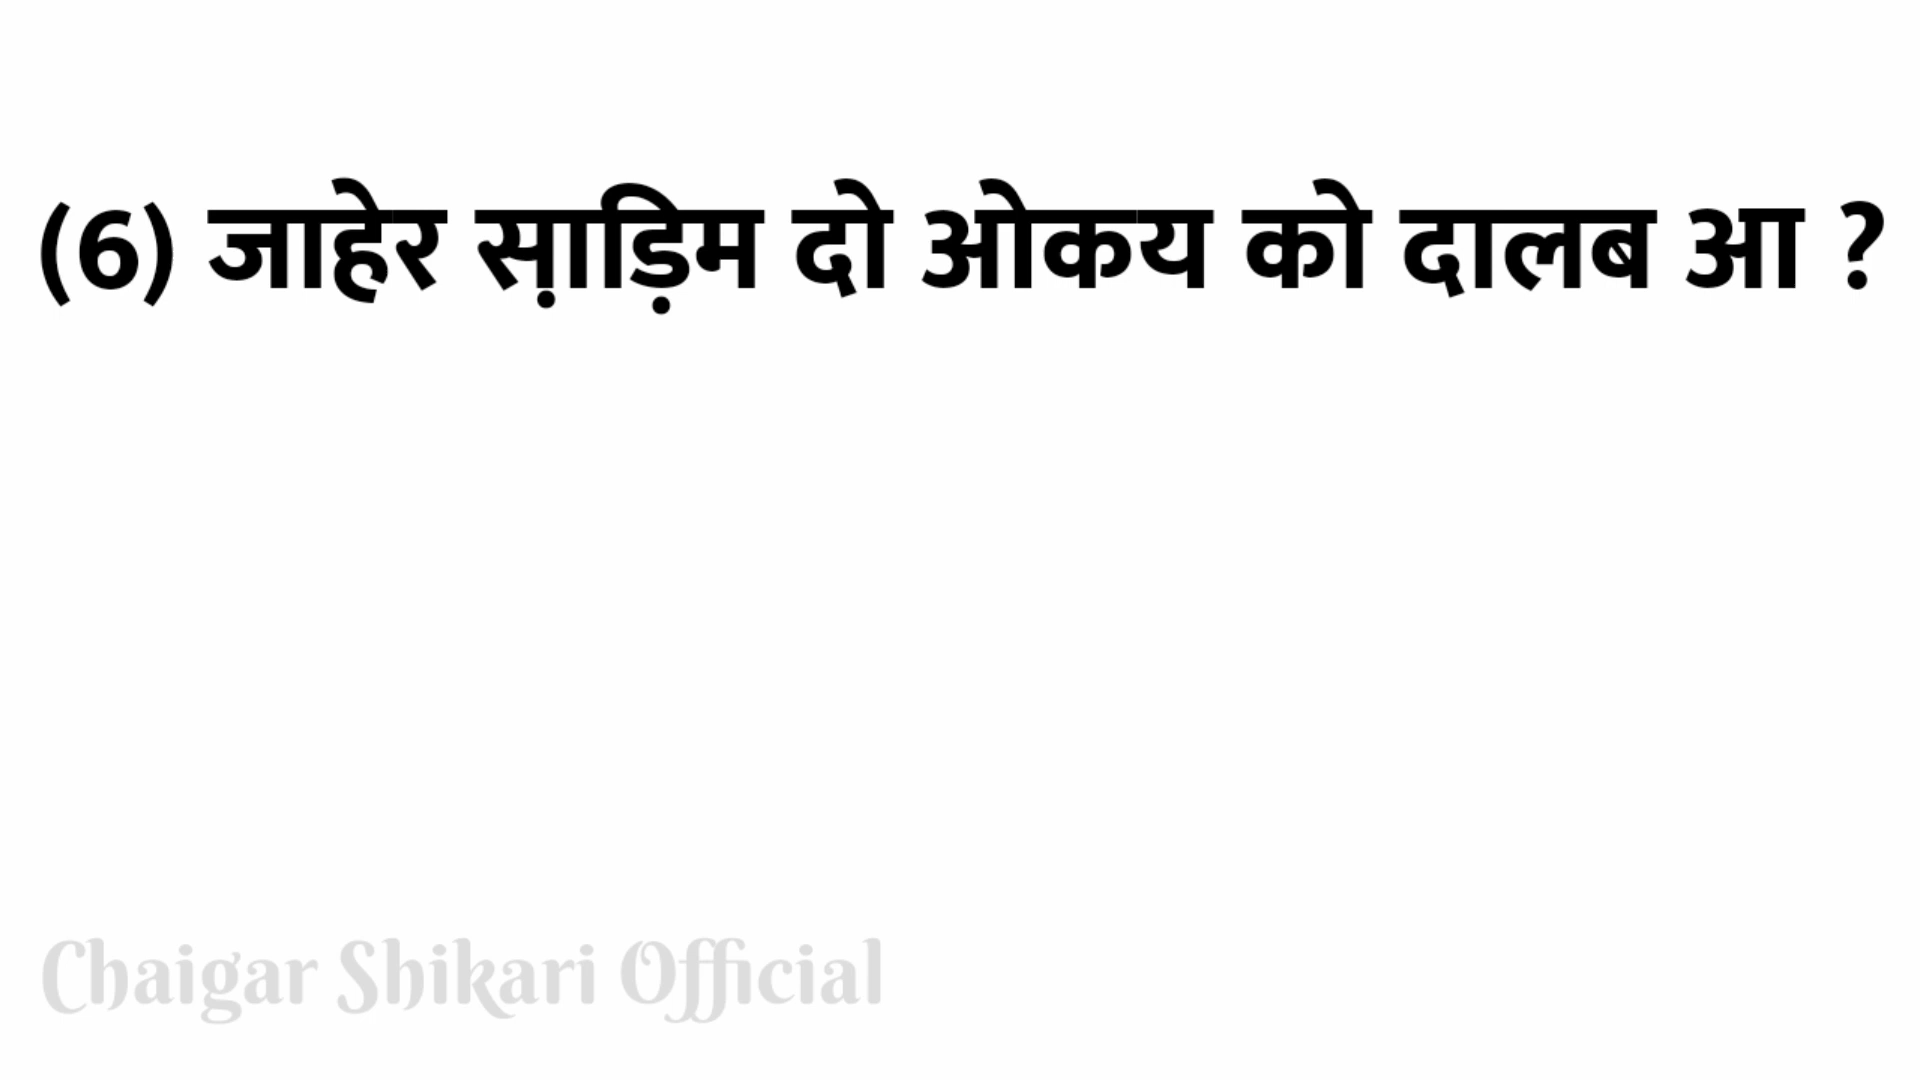 (6) जाहेर सा़ड़िम दो ओकय को दालब आ ?
Chaigar Shikari Official